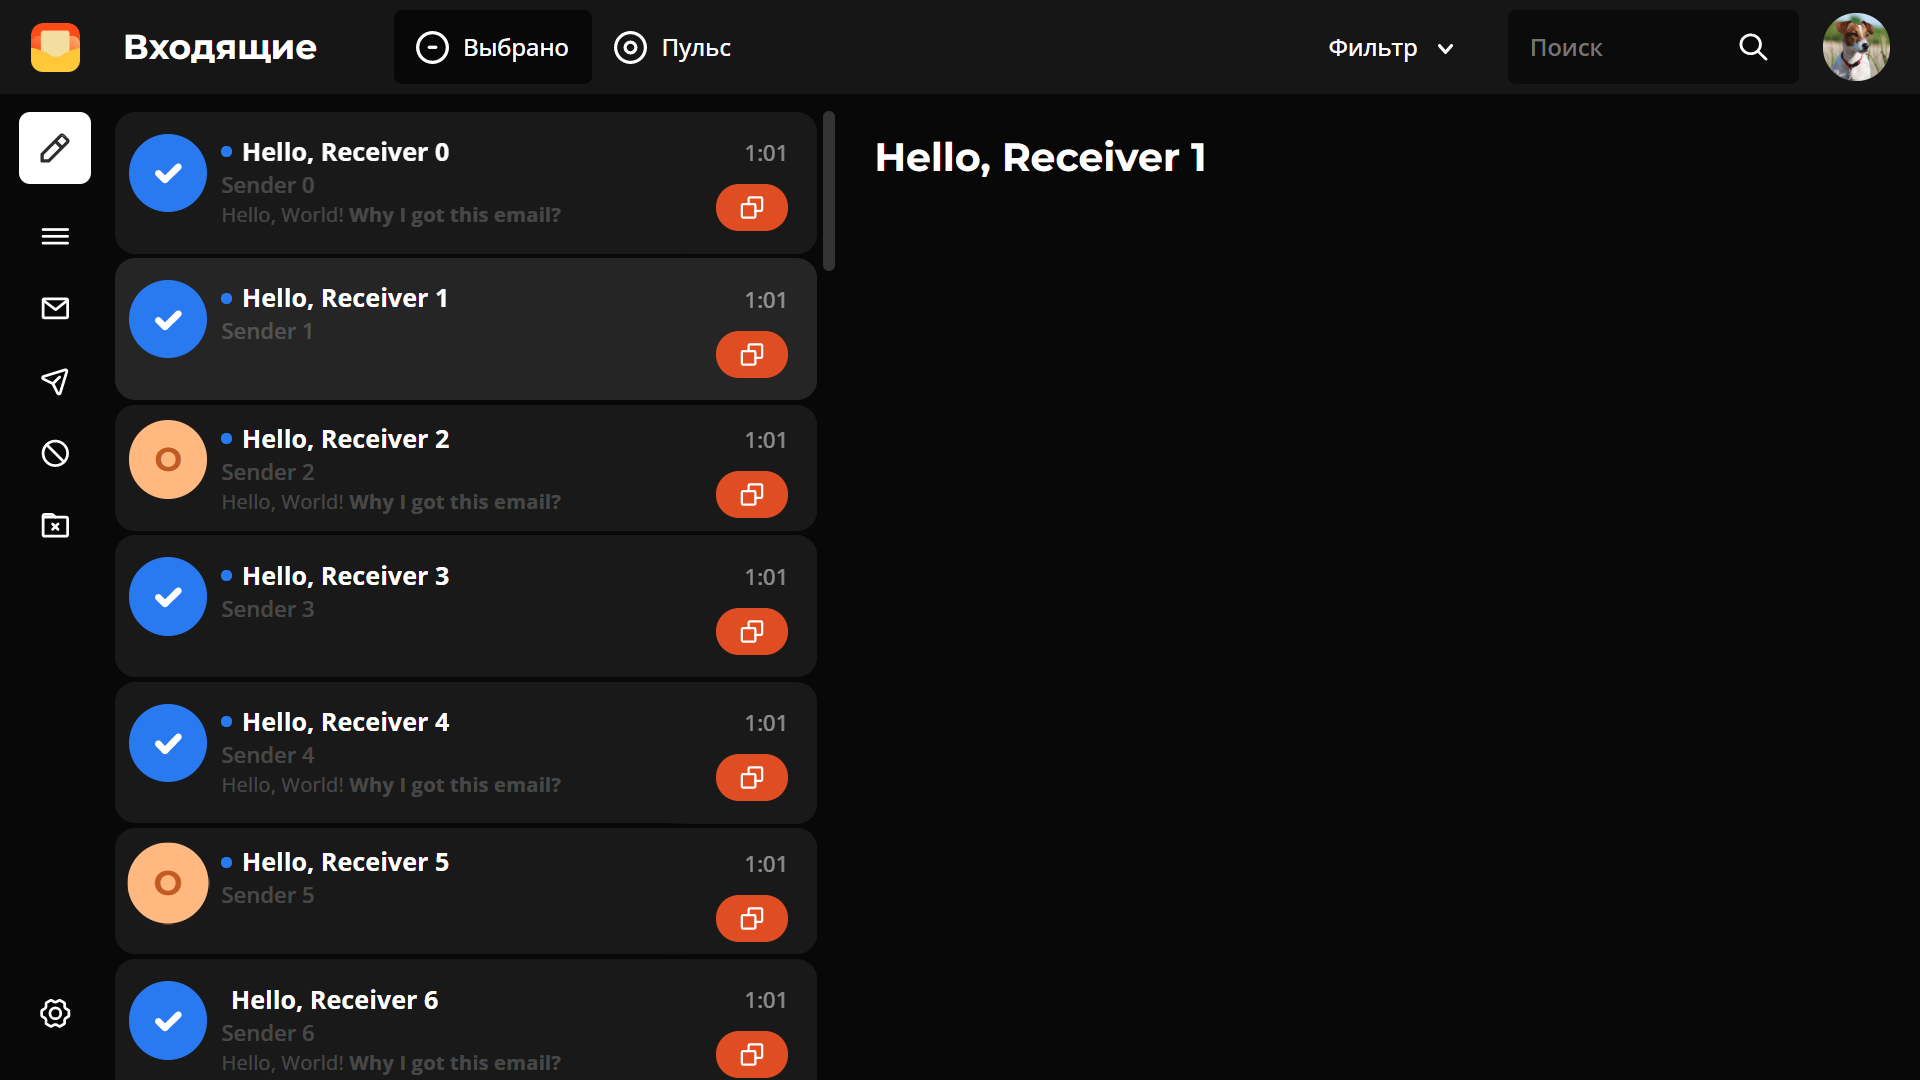 Входящие
Выбрано
Пульс
Фильтр
Поиск
Hello, Receiver 0
1:01
Sender 0
Hello, World! Why I got this email?
Hello, Receiver 1
1:01
Sender 1
O
Hello, Receiver 2
1:01
Sender 2
Hello, World! Why I got this email?
Hello, Receiver 3
1:01
Sender 3
Hello, Receiver 4
1:01
Sender 4
Hello, World! Why I got this email?
O
Hello, Receiver 5
1:01
Sender 5
Hello, Receiver 6
1:01
Sender 6
Hello, World! Why I got this email?
Hello, Receiver 1